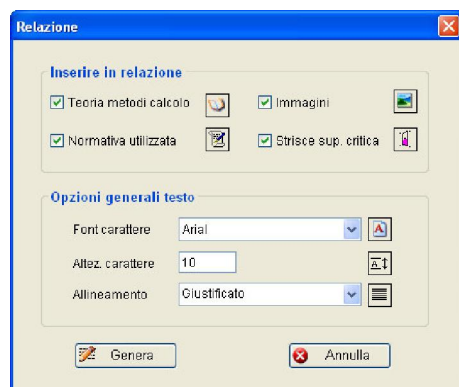 Relazione
Inserire in relazione
Teoria metodi calcolo
Immagini
Normativa utilizzata
Strisce sup. critica
Opzioni generali testo
Font carattere Arial
Altez. carattere 10
Allineamento Giustificato
Genera Annulla